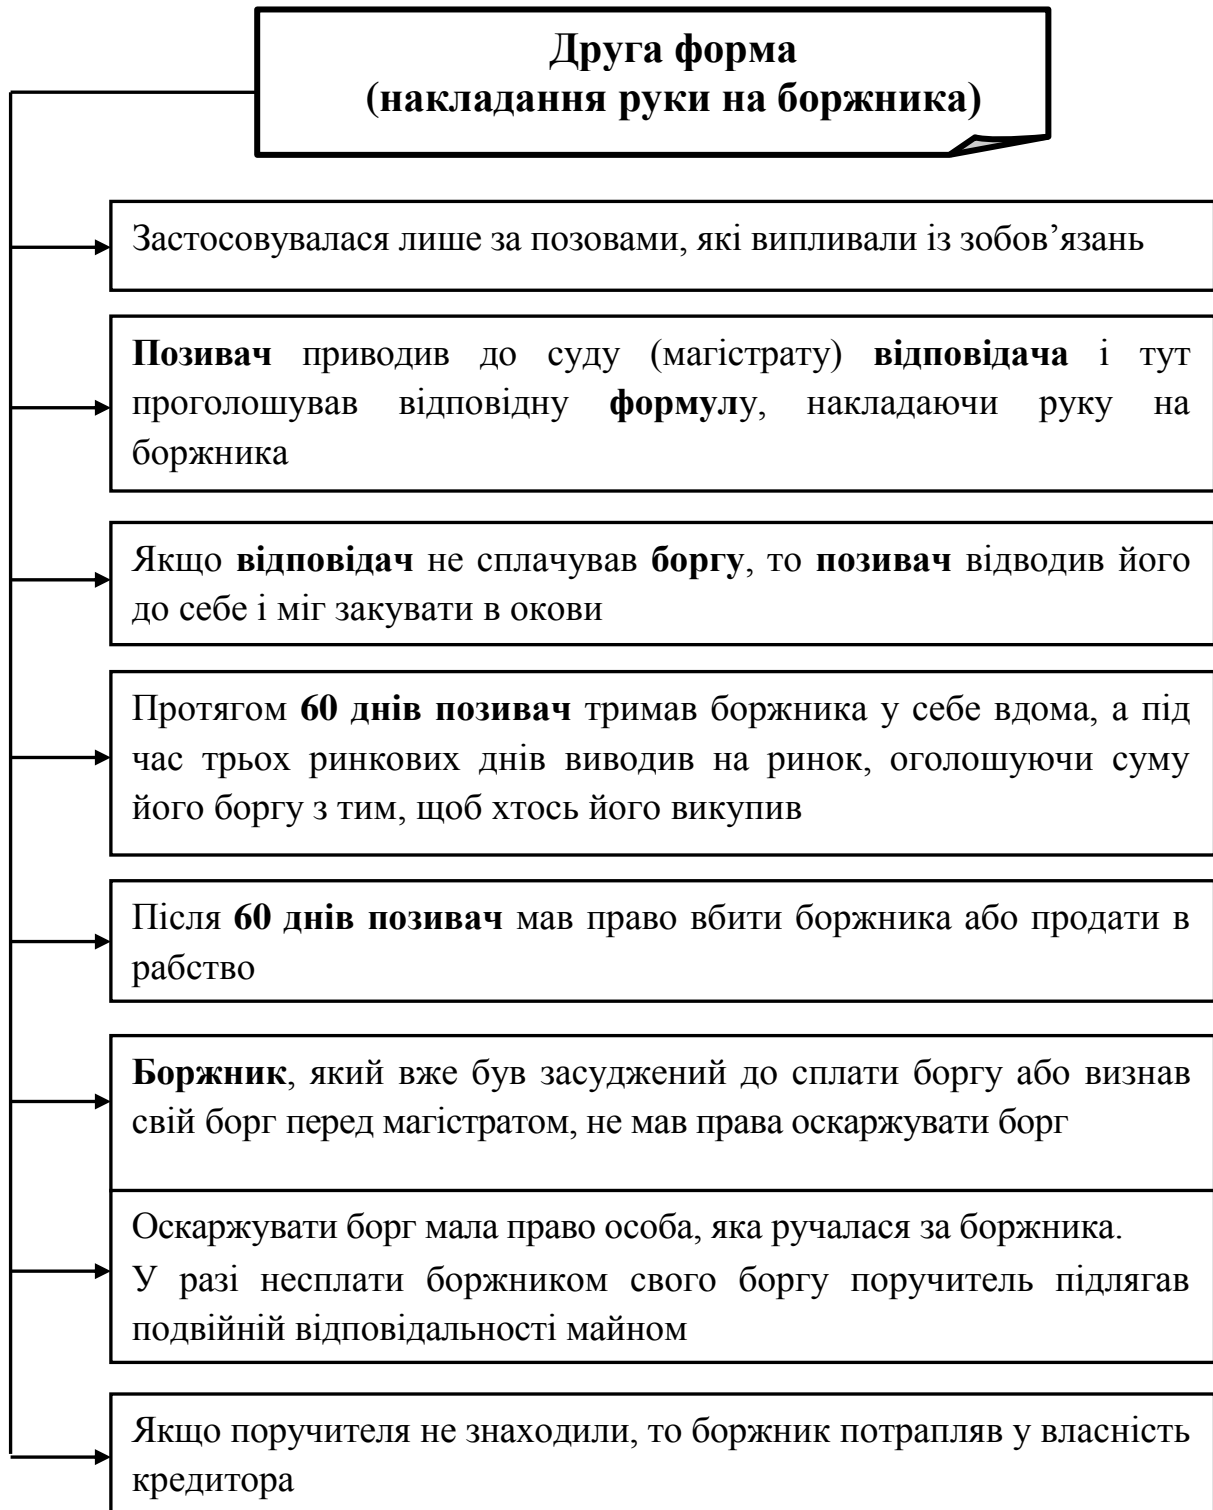 Друга форма
(накладання руки на боржника)
Застосовувалася лише за позовами, які випливали із зобов’язань
Позивач приводив до суду (магістрату) відповідача і тут
проголошував відповідну формулу, накладаючи руку на
боржника
Якщо відповідач не сплачував боргу, то позивач відводив його
до себе і міг закувати в окови
Протягом 60 днів позивач тримав боржника у себе вдома, а під
час трьох ринкових днів виводив на ринок, оголошуючи суму
його боргу з тим, щоб хтось його викупив
Після 60 днів позивач мав право вбити боржника або продати в
рабство
Боржник, який вже був засуджений до сплати боргу або визнав
свій борг перед магістратом, не мав права оскаржувати борг
Оскаржувати борг мала право особа, яка ручалася за боржника.
У разі несплати боржником свого боргу поручитель підлягав
подвійній відповідальності майном
Якщо поручителя не знаходили, то боржник потрапляв у власність
кредитора